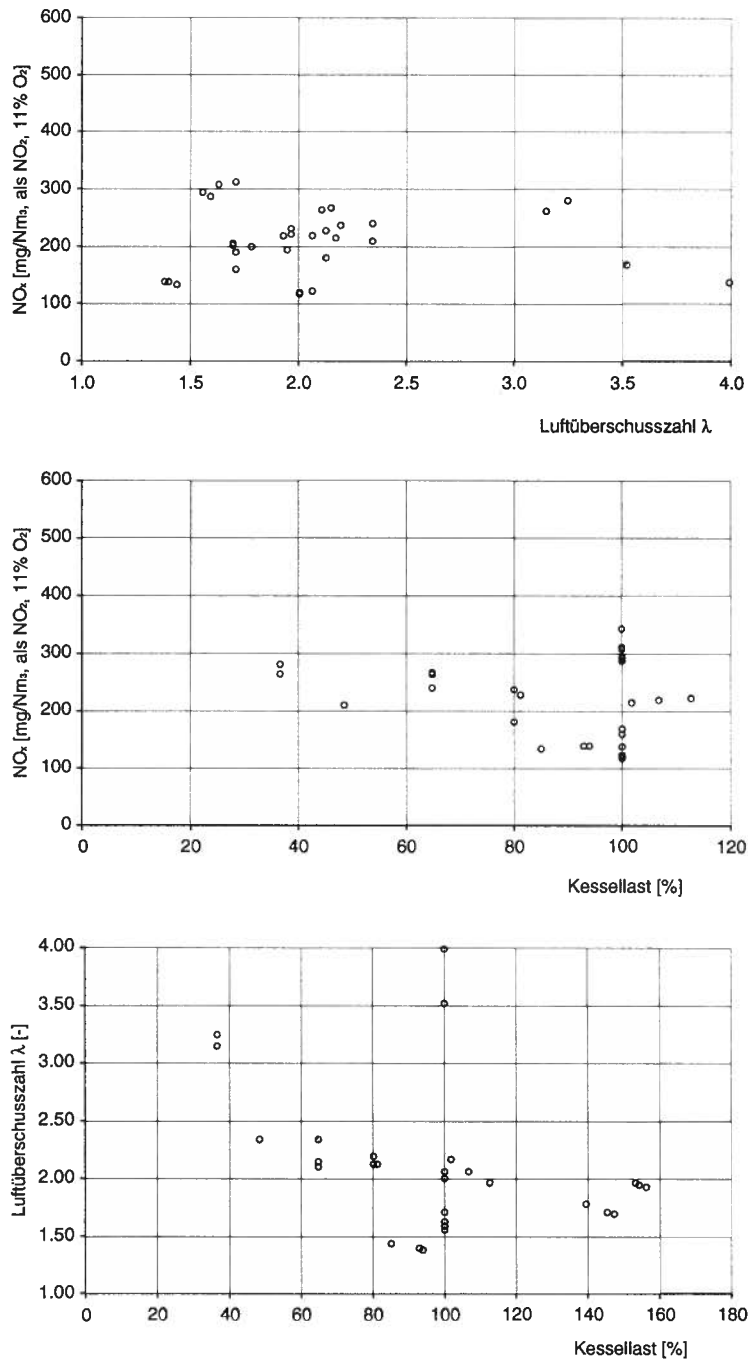 NOx [mg/Nm3, als NO2, 11% O2]
600
500
400
300
200
100
0
1.0 1.5 2.0 2.5 3.0 3.5 4.0
Luftüberschusszahl λ
NOx [mg/Nm3, als NO2, 11% O2]
600
500
400
300
200
100
0
0 20 40 60 80 100 120
Kessellast [%]
Luftüberschusszahl λ [-]
4.00
3.50
3.00
2.50
2.00
1.50
1.00
0 20 40 60 80 100 120 140 160 180
Kessellast [%]